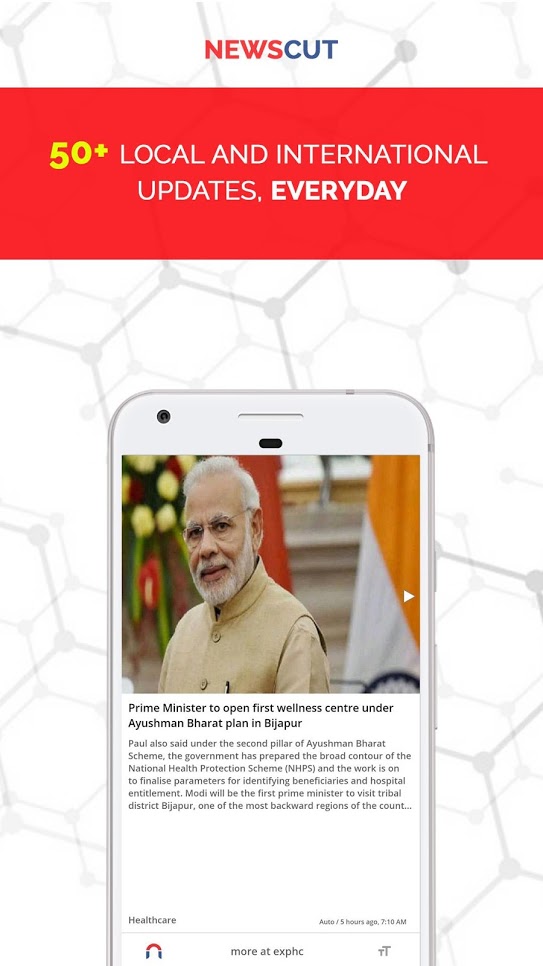 NEWSCUT
50+ LOCAL AND INTERNATIONAL
UPDATES, EVERYDAY
Prime Minister to open first wellness centre under
Ayushman Bharat plan in Bijapur
Paul also said under the second pillar of Ayushman Bharat
Scheme, the government has prepared the broad contour of the
National Health Protection Scheme (NHPS) and the work is on
to finalise parameters for identifying beneficiaries and hospital
entitlement. Modi will be the first prime minister to visit tribal
district Bijapur, one of the most backward regions of the count...
Healthcare
Auto / 5 hours ago, 7:10 AM
more at exphc
TT